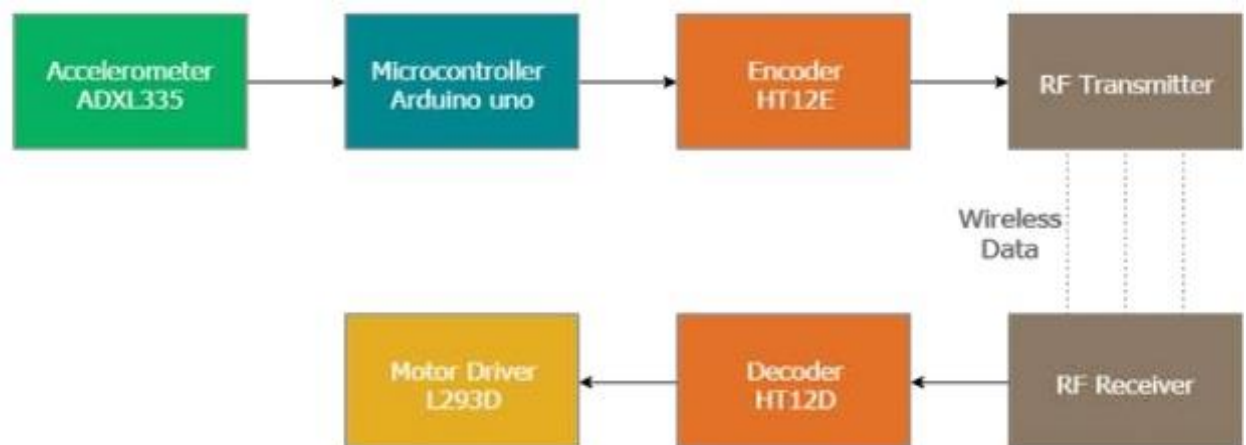 Accelerometer
ADXL335
Microcontroller
Arduino uno
Encoder
HT12E
RF Transmitter
Wireless
Data
Motor Driver
L293D
Decoder
HT12D
RF Receiver